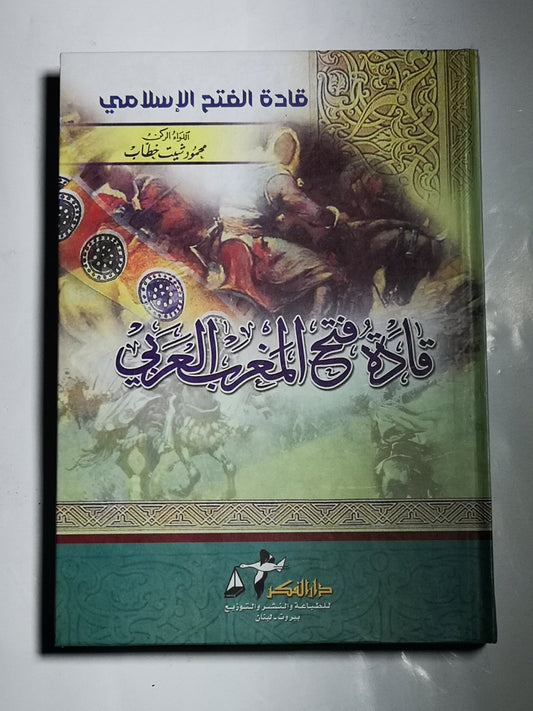 قادة الفتح الإسلامي
اللواء الركن
محمود شيت خطاب
قادة فتح المغرب العربي
دار الفكر
للطباعة والنشر والتوزيع
بيروت - لبنان